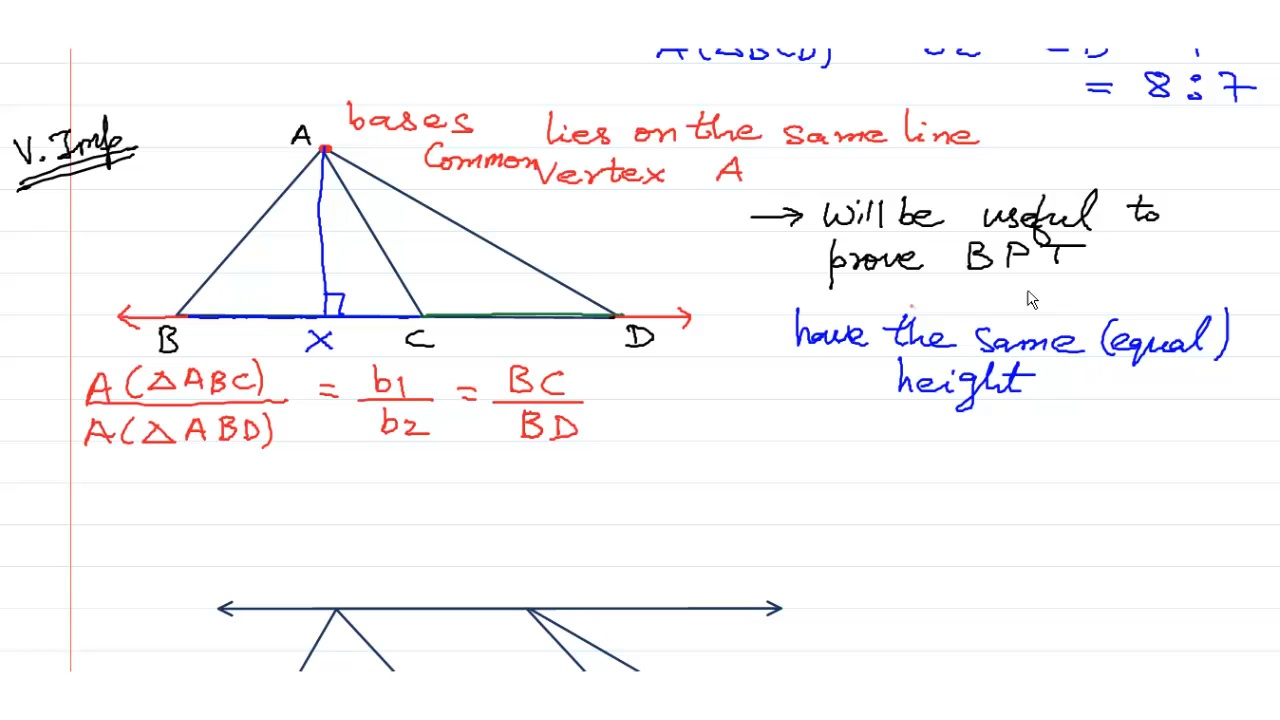 = 8:7
V. Imp
A
bases lies on the same line
Common vertex A
→ will be useful to
prove BPT
B X C D
have the same (equal)
height
A(△ABC) / A(△ABD) = b1 / b2 = BC / BD